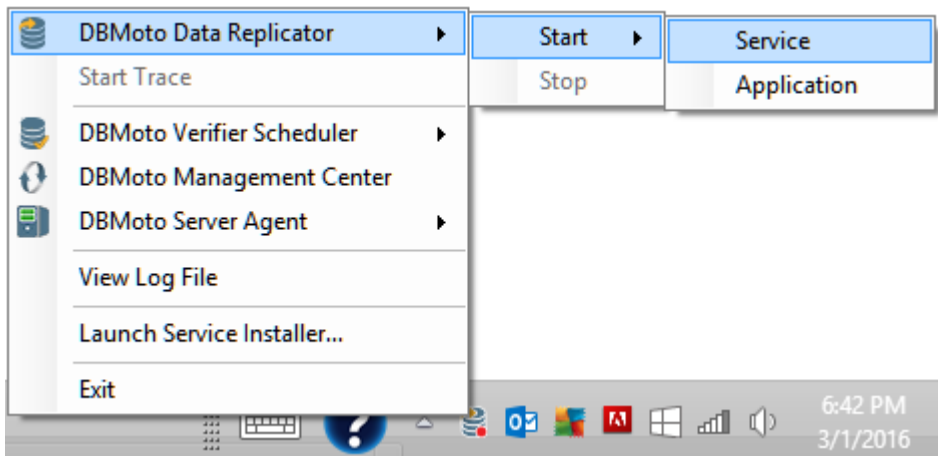 DBMoto Data Replicator
Start
Service
Start Trace
Stop
Application
DBMoto Verifier Scheduler
DBMoto Management Center
DBMoto Server Agent
View Log File
Launch Service Installer...
Exit
?
6:42 PM
3/1/2016